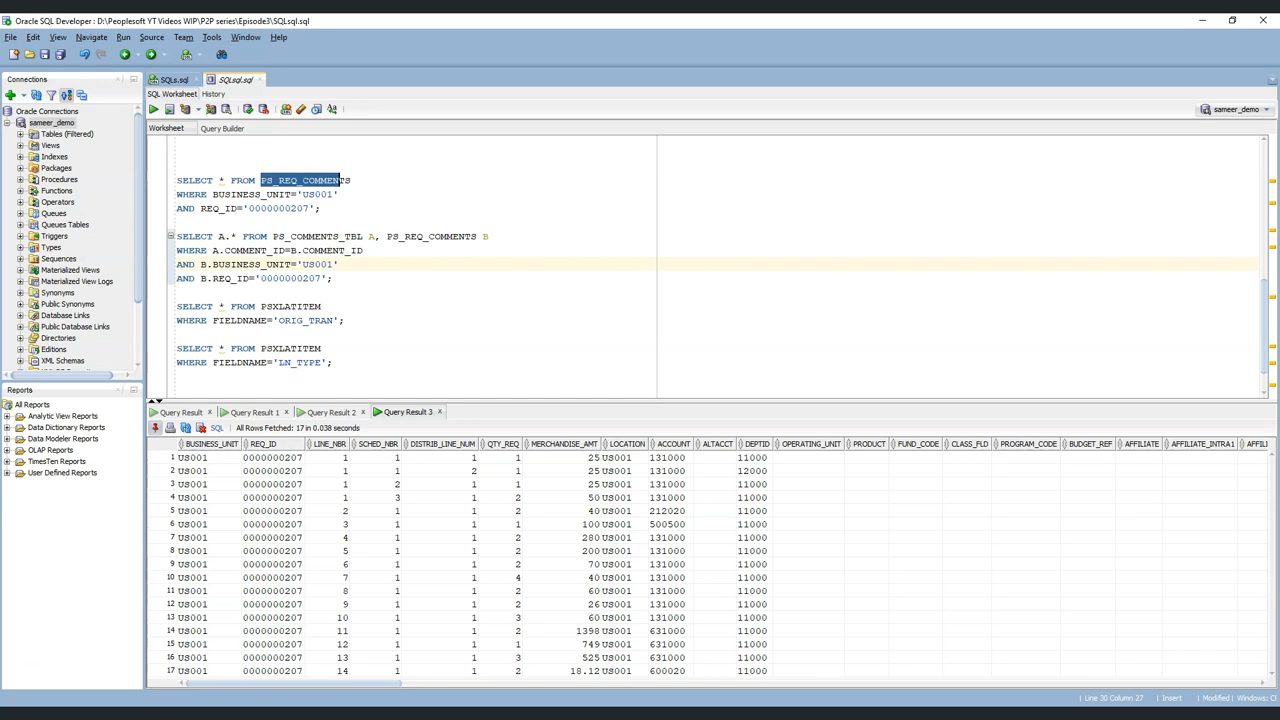 Oracle SQL Developer : D:\Peoplesoft YT Videos WIP\P2P series\Episode3\SQLsql.sql
File Edit View Navigate Run Source Team Tools Window Help
Connections
SQLs.sql
SQLsql.sql
SQL Worksheet History
sameer_demo
Worksheet Query Builder
Oracle Connections
sameer_demo
Tables (Filtered)
Views
Indexes
Packages
Procedures
Functions
Operators
Queues
Queues Tables
Triggers
Types
Sequences
Materialized Views
Materialized View Logs
Synonyms
Public Synonyms
Database Links
Public Database Links
Directories
Editions
XML Schemas
SELECT * FROM PS_REQ_COMMENTS
WHERE BUSINESS_UNIT='US001'
AND REQ_ID='0000000207';
SELECT A.* FROM PS_COMMENTS_TBL A, PS_REQ_COMMENTS B
WHERE A.COMMENT_ID=B.COMMENT_ID
AND B.BUSINESS_UNIT='US001'
AND B.REQ_ID='0000000207';
SELECT * FROM PSXLATITEM
WHERE FIELDNAME='ORIG_TRAN';
SELECT * FROM PSXLATITEM
WHERE FIELDNAME='LN_TYPE';
Reports
All Reports
Analytic View Reports
Data Dictionary Reports
Data Modeler Reports
OLAP Reports
TimesTen Reports
User Defined Reports
Query Result Query Result 1 Query Result 2 Query Result 3
SQL All Rows Fetched: 17 in 0.038 seconds
BUSINESS_UNIT REQ_ID LINE_NBR SCHED_NBR DISTRIB_LINE_NUM QTY_REQ MERCHANDISE_AMT LOCATION ACCOUNT ALTACCT DEPTID OPERATING_UNIT PRODUCT FUND_CODE CLASS_FLD PROGRAM_CODE BUDGET_REF AFFILIATE AFFILIATE_INTRA1 AFFIL
1 US001 0000000207 1 1 1 1 25 US001 131000 11000
2 US001 0000000207 1 1 2 1 25 US001 131000 12000
3 US001 0000000207 1 2 1 1 25 US001 131000 11000
4 US001 0000000207 1 3 1 2 50 US001 131000 11000
5 US001 0000000207 2 1 1 2 40 US001 212020 11000
6 US001 0000000207 3 1 1 1 100 US001 500500 11000
7 US001 0000000207 4 1 1 2 280 US001 131000 11000
8 US001 0000000207 5 1 1 2 200 US001 131000 11000
9 US001 0000000207 6 1 1 2 70 US001 131000 11000
10 US001 0000000207 7 1 1 4 40 US001 131000 11000
11 US001 0000000207 8 1 1 2 60 US001 131000 11000
12 US001 0000000207 9 1 1 2 26 US001 131000 11000
13 US001 0000000207 10 1 1 3 60 US001 131000 11000
14 US001 0000000207 11 1 1 2 1398 US001 631000 11000
15 US001 0000000207 12 1 1 1 749 US001 631000 11000
16 US001 0000000207 13 1 1 3 525 US001 631000 11000
17 US001 0000000207 14 1 1 2 18.12 US001 600020 11000
Line 30 Column 27 Insert Modified Windows: C